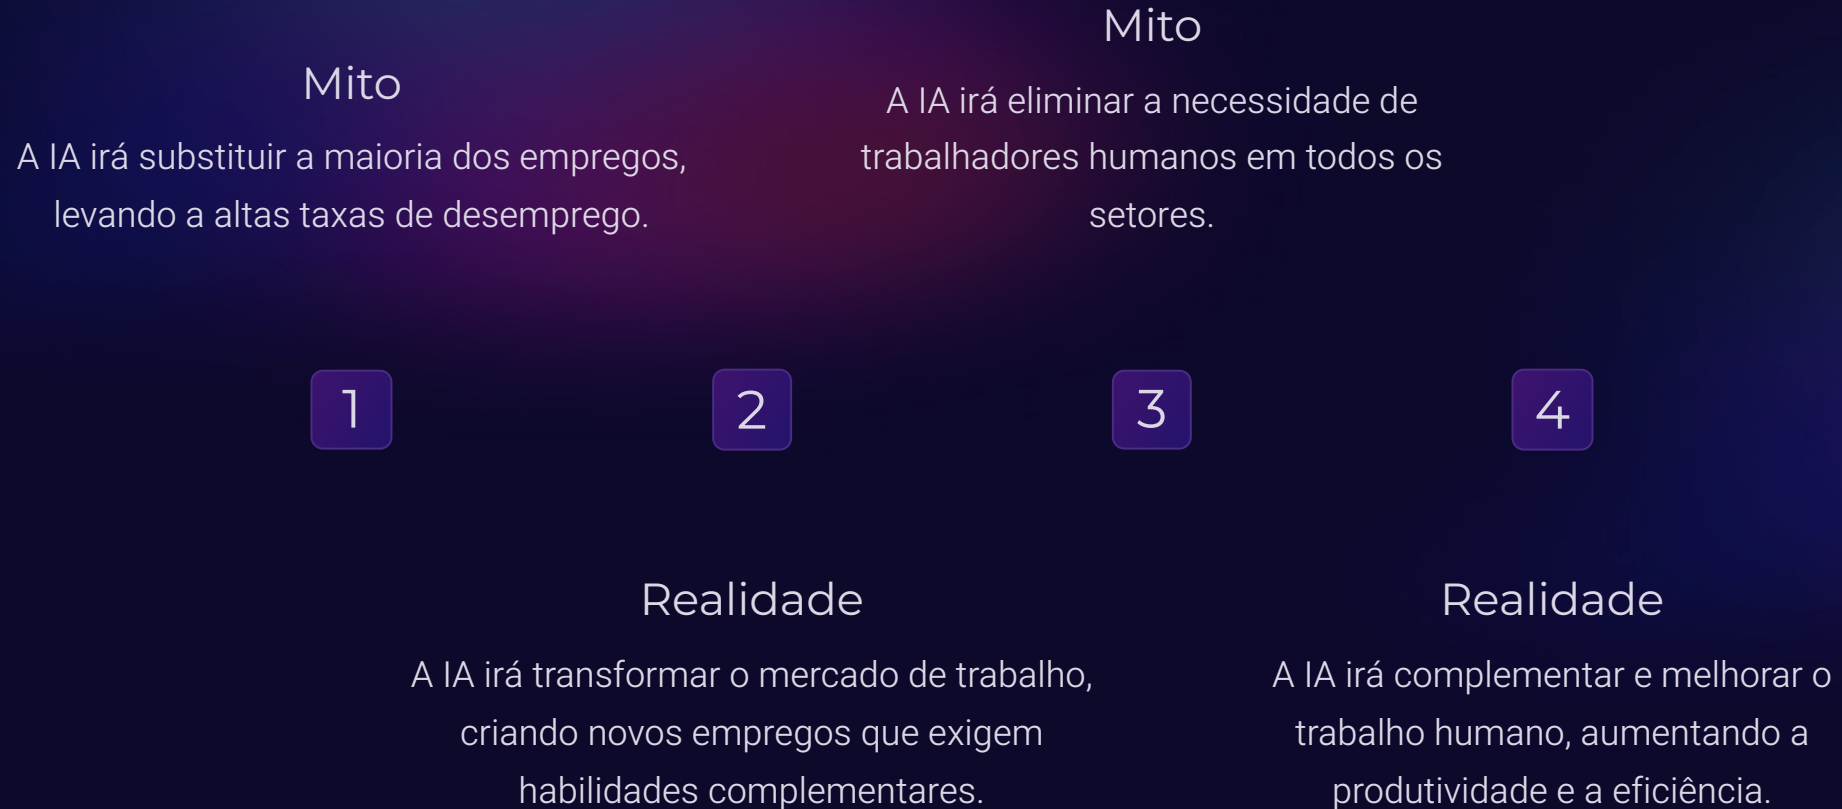 Mito
A IA irá substituir a maioria dos empregos,
levando a altas taxas de desemprego.
Mito
A IA irá eliminar a necessidade de
trabalhadores humanos em todos os
setores.
1
2
3
4
Realidade
A IA irá transformar o mercado de trabalho,
criando novos empregos que exigem
habilidades complementares.
Realidade
A IA irá complementar e melhorar o
trabalho humano, aumentando a
produtividade e a eficiência.